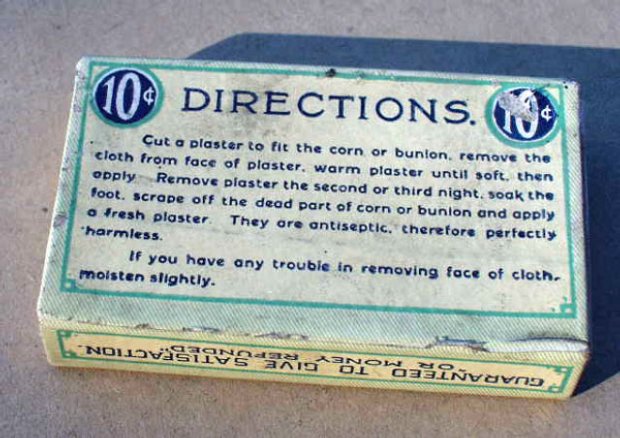 10¢ DIRECTIONS. 10¢
Cut a plaster to fit the corn or bunion, remove the
cloth from face of plaster, warm plaster until soft, then
apply. Remove plaster the second or third night, soak the
foot, scrape off the dead part of corn or bunion and apply
a fresh plaster. They are antiseptic, therefore perfectly
harmless.
If you have any trouble in removing face of cloth,
moisten slightly.
GUARANTEED TO GIVE SATISFACTION
"OR MONEY REFUNDED."